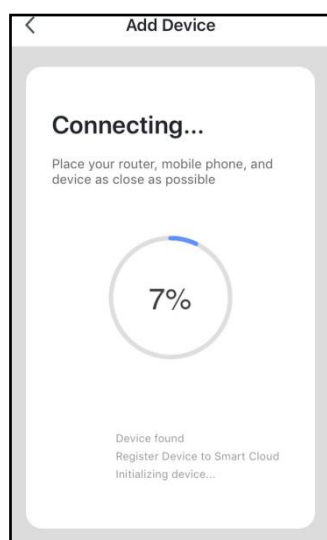 Add Device
Connecting...
Place your router, mobile phone, and
device as close as possible
7%
Device found
Register Device to Smart Cloud
Initializing device...